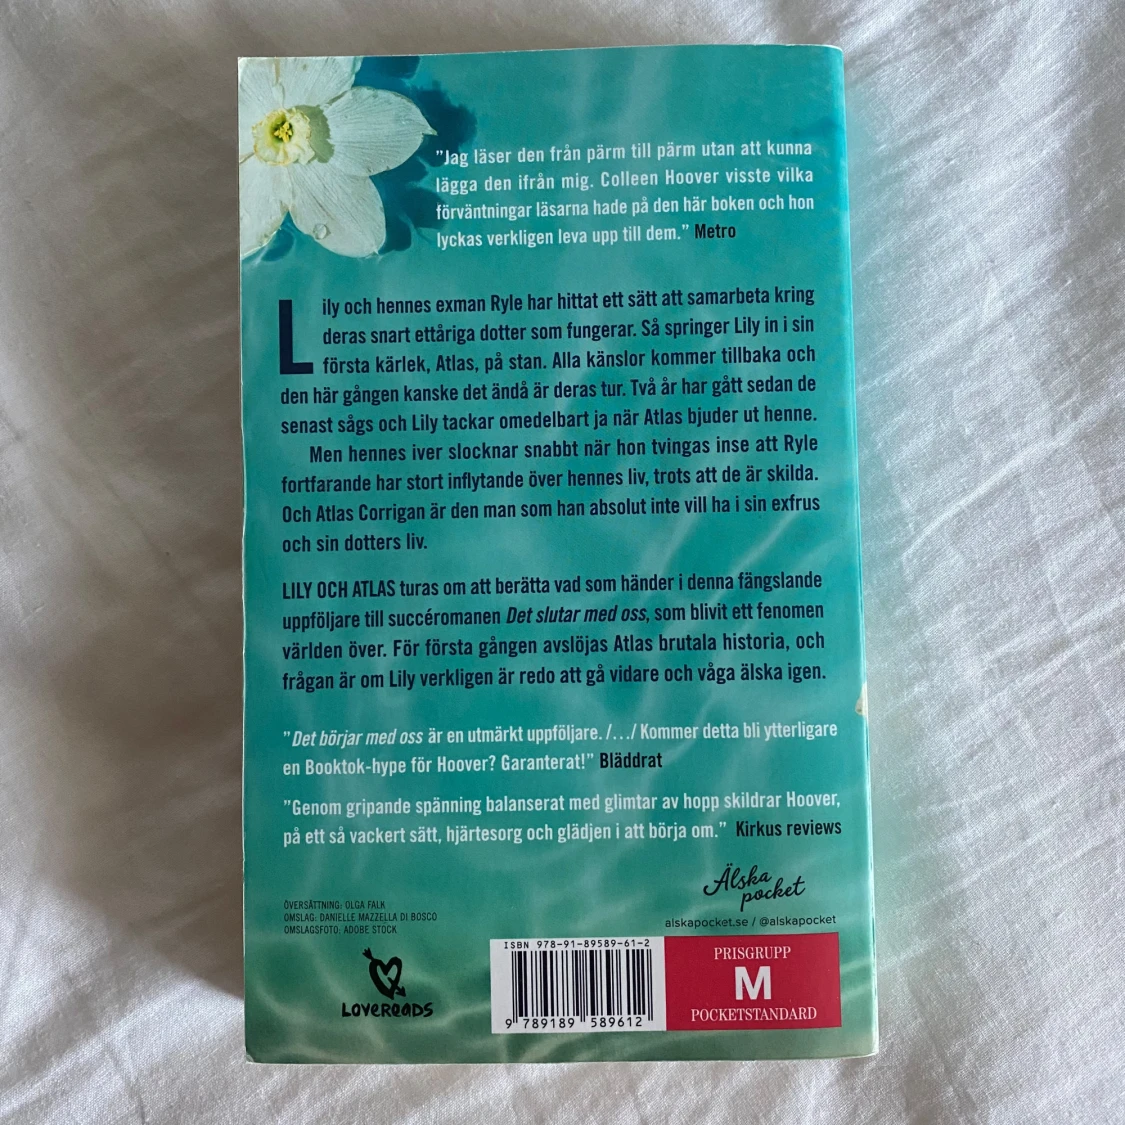 "Jag läser den från pärm till pärm utan att kunna
lägga den ifrån mig. Colleen Hoover visste vilka
förväntningar läsarna hade på den här boken och hon
lyckas verkligen leva upp till dem." Metro
Lily och hennes exman Ryle har hittat ett sätt att samarbeta kring
deras snart ettåriga dotter som fungerar. Så springer Lily in i sin
första kärlek, Atlas, på stan. Alla känslor kommer tillbaka och
den här gången kanske det ändå är deras tur. Två år har gått sedan de
senast sågs och Lily tackar omedelbart ja när Atlas bjuder ut henne.
Men hennes iver slocknar snabbt när hon tvingas inse att Ryle
fortfarande har stort inflytande över hennes liv, trots att de är skilda.
Och Atlas Corrigan är den man som han absolut inte vill ha i sin exfrus
och sin dotters liv.
LILY OCH ATLAS turas om att berätta vad som händer i denna fängslande
uppföljare till succéromanen Det slutar med oss, som blivit ett fenomen
världen över. För första gången avslöjas Atlas brutala historia, och
frågan är om Lily verkligen är redo att gå vidare och våga älska igen.
"Det börjar med oss är en utmärkt uppföljare. /.../ Kommer detta bli ytterligare
en Booktok-hype för Hoover? Garanterat!" Bläddrat
"Genom gripande spänning balanserat med glimtar av hopp skildrar Hoover,
på ett så vackert sätt, hjärtesorg och glädjen i att börja om." Kirkus reviews
Älska
pocket
alskapocket.se / @alskapocket
ÖVERSÄTTNING: OLGA FALK
OMSLAG: DANIELLE MAZZELLA DI BOSCO
OMSLAGSFOTO: ADOBE STOCK
LOVEREADS
ISBN 978-91-89589-61-2
9 789189 589612
PRISGRUPP
M
POCKETSTANDARD